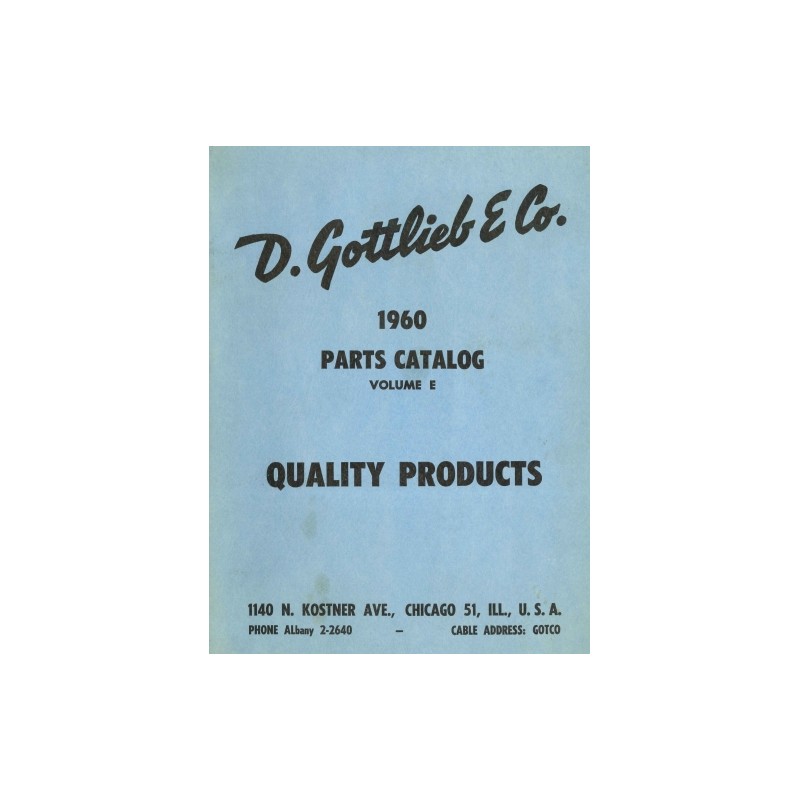 D. Gottlieb & Co.
1960
PARTS CATALOG
VOLUME E
QUALITY PRODUCTS
1140 N. KOSTNER AVE., CHICAGO 51, ILL., U. S. A.
PHONE ALbany 2-2640 – CABLE ADDRESS: GOTCO